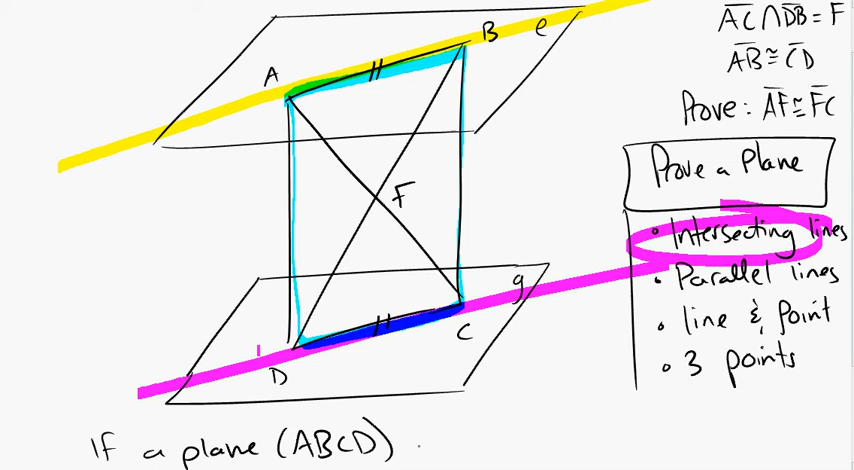 AC ∩ DB = F
AB ≅ CD
Prove: AF ≅ FC
Prove a Plane
• Intersecting lines
• Parallel lines
• line & point
• 3 points
A
B
e
F
g
C
D
If a plane (ABCD)